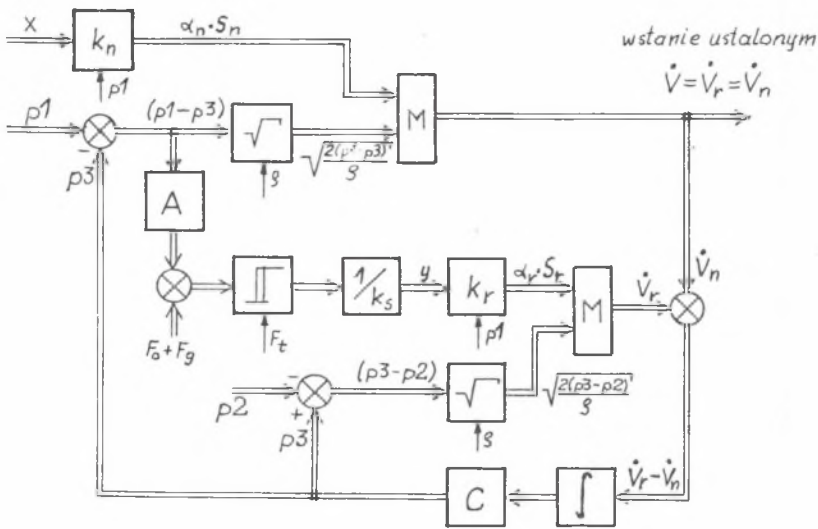 x
k_n
α_n·S_n
p1
wstanie ustalonym
V̇ = V̇_r = V̇_n
p1
(p1-p3)
√
M
-
p3
ρ
√(2(p1-p3)/ρ)
A
1/k_s
y
k_r
α_r·S_r
M
V̇_r
V̇_n
F_o+F_g
F_t
p1
p2
-
+
(p3-p2)
√
√(2(p3-p2)/ρ)
p3
ρ
C
∫
V̇_r-V̇_n